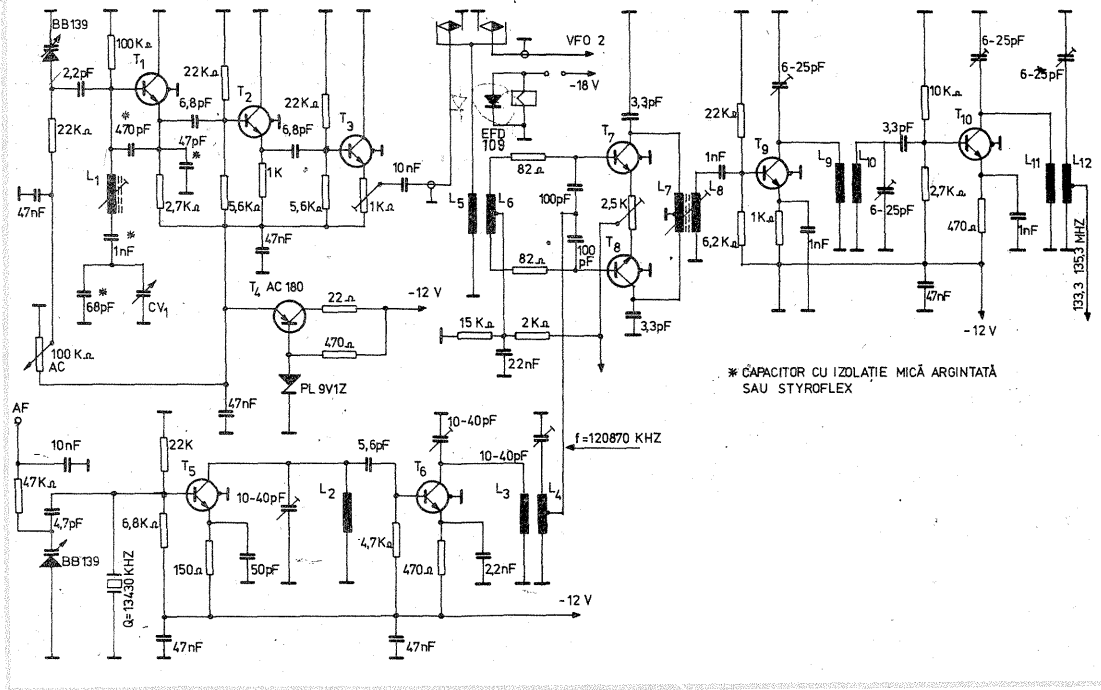 BB139
100KΩ
T1
2,2pF
22KΩ
T2
6,8pF
22KΩ
T3
6,8pF
22KΩ
*
470pF
47pF
*
47nF
L1
2,7KΩ
5,6KΩ
1K
5,6KΩ
1KΩ
10nF
*
1nF
47nF
*
68pF
CV1
100KΩ
AC
T4 AC 180
22Ω
-12 V
470Ω
PL 9V1Z
47nF
VFO 2
-18V
EFD
109
L5
L6
82Ω
82Ω
100pF
100
pF
3,3pF
T7
2,5K
T8
3,3pF
15 KΩ
2KΩ
22nF
L7
L8
1nF
22KΩ
6-25pF
T9
6,2KΩ
1KΩ
1nF
L9
L10
3,3pF
6-25pF
10KΩ
6-25pF
T10
2,7KΩ
470Ω
1nF
47nF
-12 V
*
6-25pF
L11
L12
133,3 135,3 MHZ
* CAPACITOR CU IZOLAȚIE MICĂ ARGINTATĂ
SAU STYROFLEX
AF
10nF
47KΩ
4,7pF
BB139
Q=13430 KHZ
22K
6,8KΩ
T5
150Ω
50pF
10-40pF
L2
5,6pF
4,7KΩ
T6
10-40pF
470Ω
2,2nF
10-40pF
L3
L4
f=120870 KHZ
-12 V
47nF
47nF